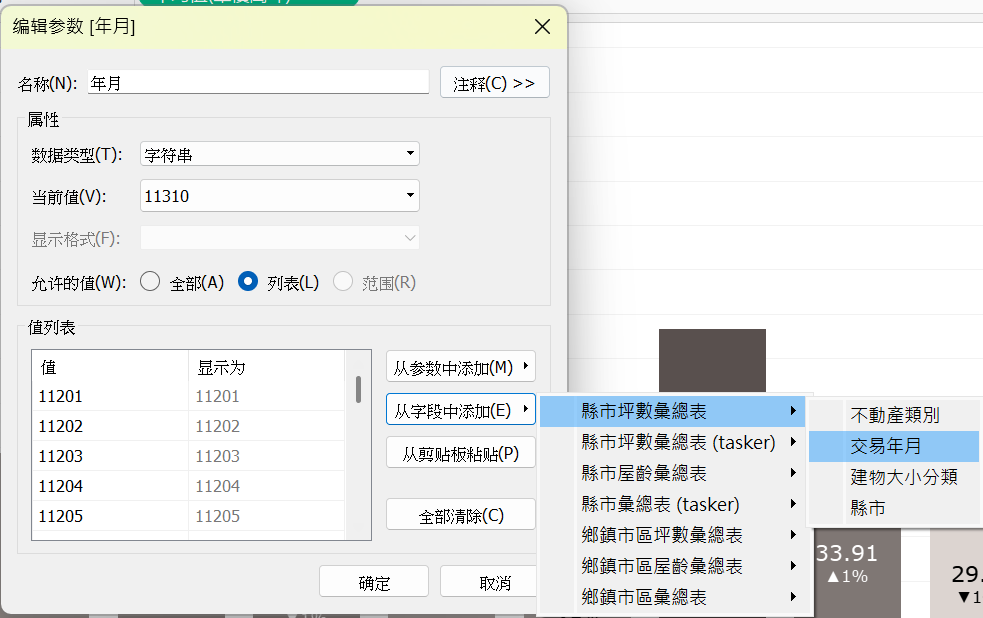 编辑参数 [年月]
名称(N): 年月 注释(C) >>
属性
数据类型(T): 字符串
当前值(V): 11310
显示格式(F):
允许的值(W): 全部(A) 列表(L) 范围(R)
值列表
值 显示为
11201 11201
11202 11202
11203 11203
11204 11204
11205 11205
从参数中添加(M)
从字段中添加(E)
从剪贴板粘贴(P)
全部清除(C)
确定 取消
縣市坪數彙總表
縣市坪數彙總表 (tasker)
縣市屋齡彙總表
縣市彙總表 (tasker)
鄉鎮市區坪數彙總表
鄉鎮市區屋齡彙總表
鄉鎮市區彙總表
不動產類別
交易年月
建物大小分類
縣市
33.91
▲1%
29.
▼1